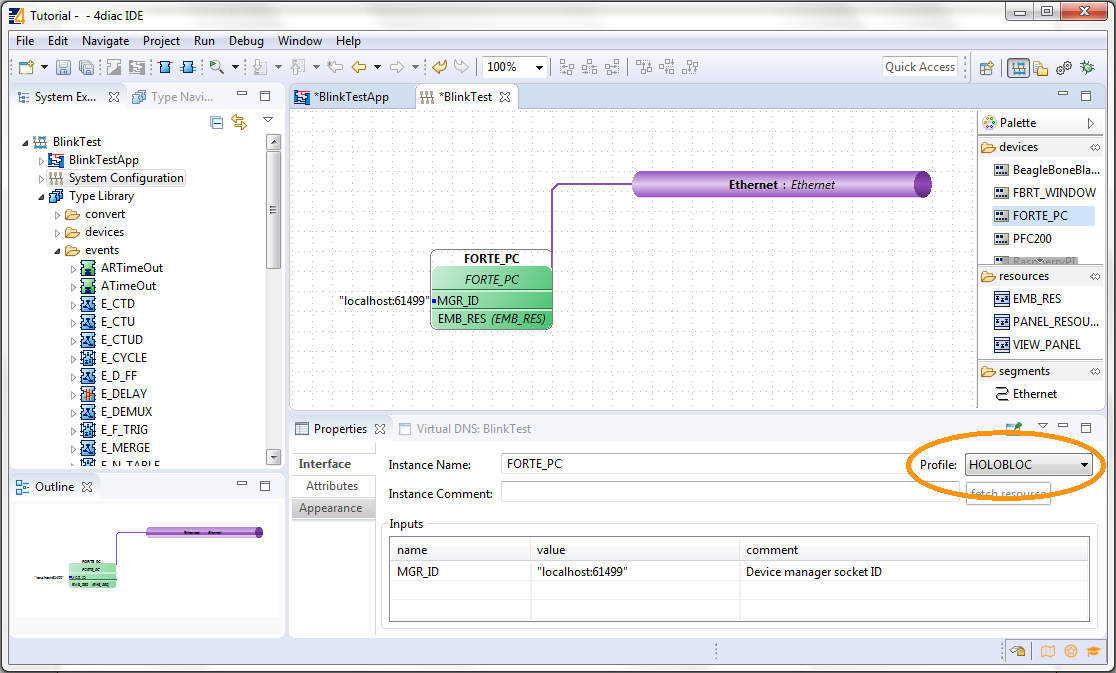 Tutorial - - 4diac IDE
File Edit Navigate Project Run Debug Window Help
100%
Quick Access
System Ex...
Type Navi...
BlinkTest
BlinkTestApp
System Configuration
Type Library
convert
devices
events
ARTimeOut
ATimeOut
E_CTD
E_CTU
E_CTUD
E_CYCLE
E_D_FF
E_DELAY
E_DEMUX
E_F_TRIG
E_MERGE
E_N_TABLE
Outline
Ethernet : Ethernet
FORTE_PC
FORTE_PC
"localhost:61499" MGR_ID
EMB_RES (EMB_RES)
*BlinkTestApp
*BlinkTest
Ethernet : Ethernet
FORTE_PC
FORTE_PC
"localhost:61499" MGR_ID
EMB_RES (EMB_RES)
Palette
devices
BeagleBoneBla...
FBRT_WINDOW
FORTE_PC
PFC200
RaspberryPI
resources
EMB_RES
PANEL_RESOU...
VIEW_PANEL
segments
Ethernet
Properties
Virtual DNS: BlinkTest
Interface
Attributes
Appearance
Instance Name: FORTE_PC
Profile: HOLOBLOC
Instance Comment:
fetch resource
Inputs
name value comment
MGR_ID "localhost:61499" Device manager socket ID